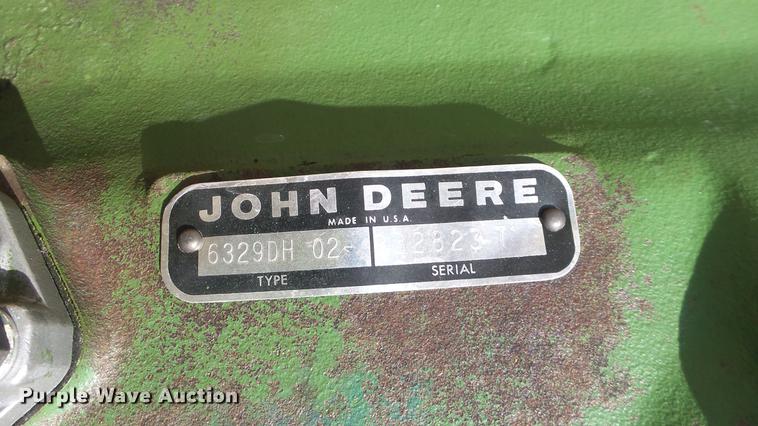 JOHN DEERE
MADE IN U.S.A.
6329DH 02
TYPE SERIAL
Purple Wave Auction